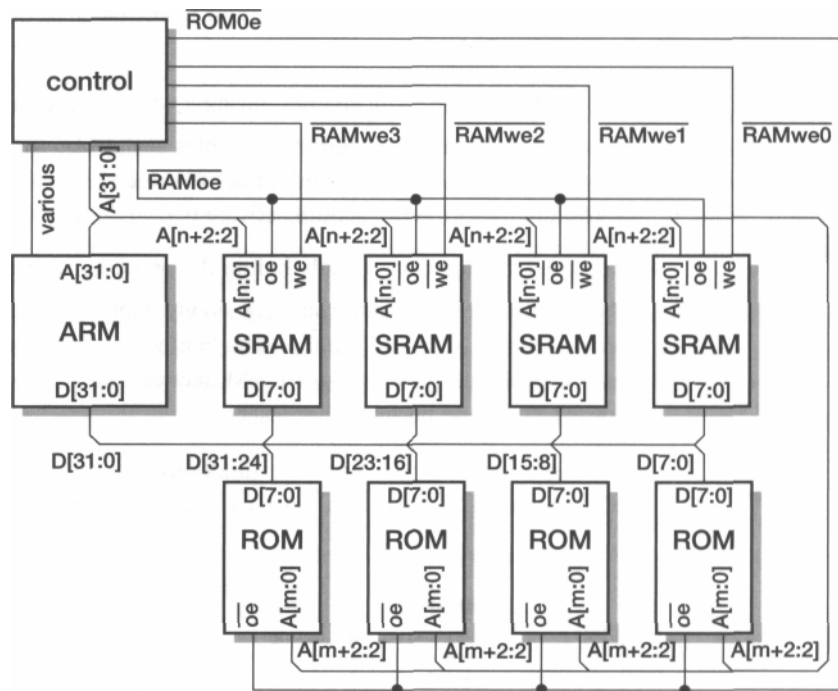 ROM0e
control
RAMwe3
RAMwe2
RAMwe1
RAMwe0
various
A[31:0]
RAMoe
A[n+2:2]
A[n+2:2]
A[n+2:2]
A[n+2:2]
A[31:0]
ARM
D[31:0]
A[n:0]
oe
we
SRAM
D[7:0]
A[n:0]
oe
we
SRAM
D[7:0]
A[n:0]
oe
we
SRAM
D[7:0]
A[n:0]
oe
we
SRAM
D[7:0]
D[31:0]
D[31:24]
D[23:16]
D[15:8]
D[7:0]
D[7:0]
ROM
oe
A[m:0]
D[7:0]
ROM
oe
A[m:0]
D[7:0]
ROM
oe
A[m:0]
D[7:0]
ROM
oe
A[m:0]
A[m+2:2]
A[m+2:2]
A[m+2:2]
A[m+2:2]